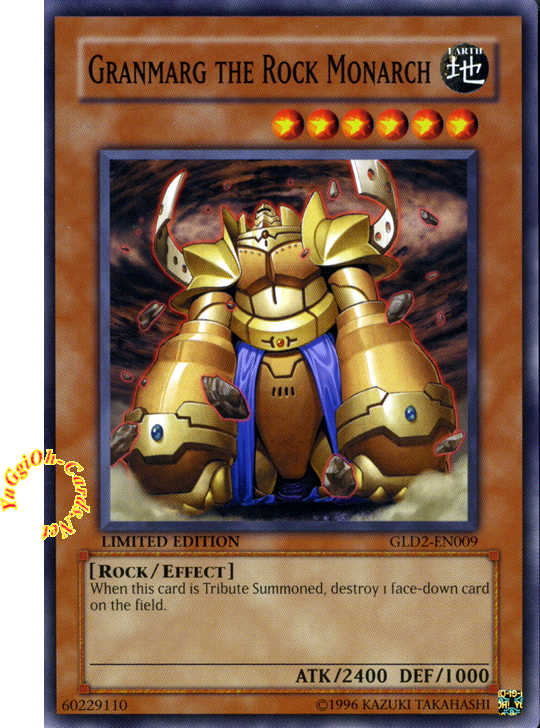 GRANMARG THE ROCK MONARCH
EARTH
地
YuGgiOh-Cards.Net
LIMITED EDITION
GLD2-EN009
[ROCK/EFFECT]
When this card is Tribute Summoned, destroy 1 face-down card
on the field.
ATK/2400 DEF/1000
60229110
©1996 KAZUKI TAKAHASHI